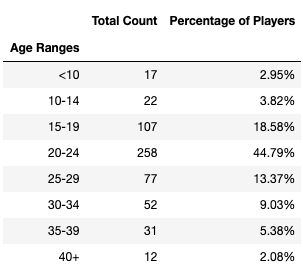 Total Count Percentage of Players
Age Ranges
<10 17 2.95%
10-14 22 3.82%
15-19 107 18.58%
20-24 258 44.79%
25-29 77 13.37%
30-34 52 9.03%
35-39 31 5.38%
40+ 12 2.08%